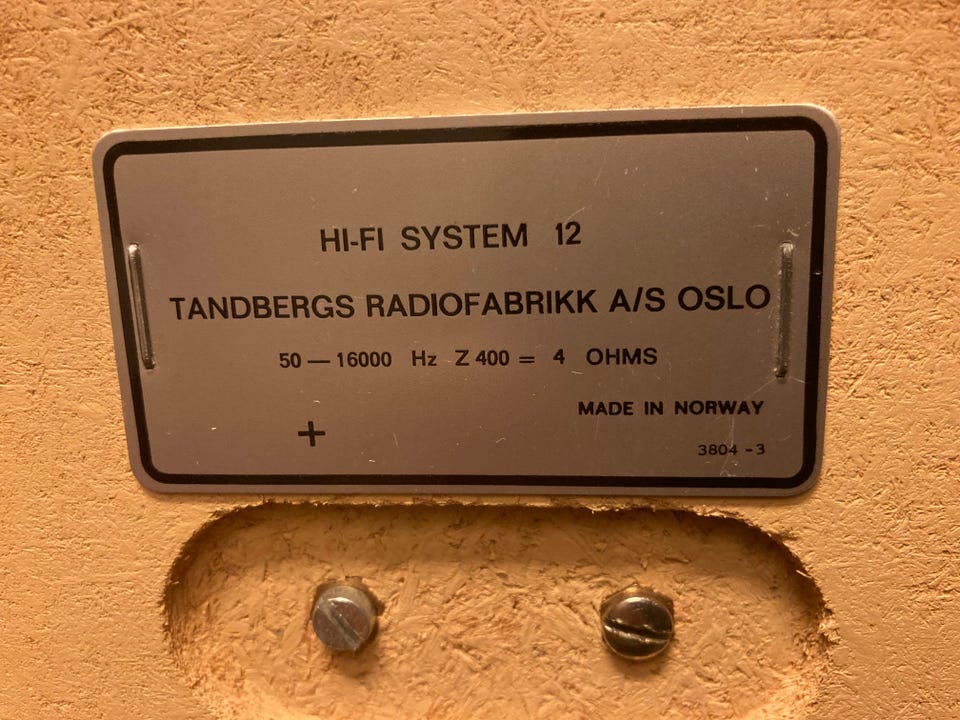 HI-FI SYSTEM 12
TANDBERGS RADIOFABRIKK A/S OSLO
50 — 16000 Hz Z 400 = 4 OHMS
MADE IN NORWAY
+
3804 - 3